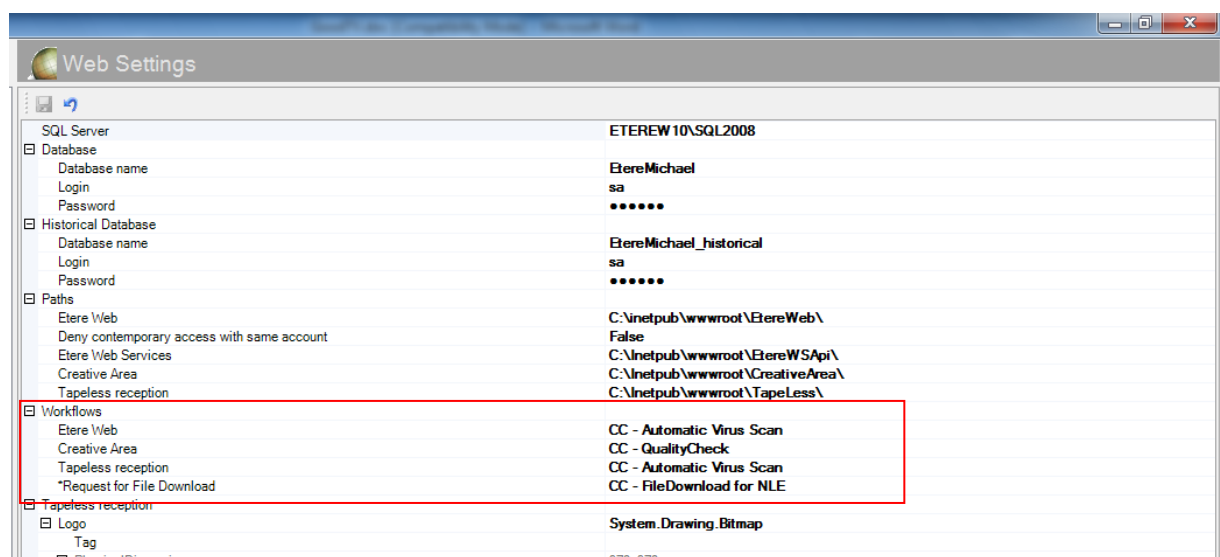 Web Settings
SQL Server ETEREW10\SQL2008
Database
Database name EtereMichael
Login sa
Password ●●●●●●
Historical Database
Database name EtereMichael_historical
Login sa
Password ●●●●●●
Paths
Etere Web C:\inetpub\wwwroot\EtereWeb\
Deny contemporary access with same account False
Etere Web Services C:\Inetpub\wwwroot\EtereWSApi\
Creative Area C:\Inetpub\wwwroot\CreativeArea\
Tapeless reception C:\Inetpub\wwwroot\TapeLess\
Workflows
Etere Web CC - Automatic Virus Scan
Creative Area CC - QualityCheck
Tapeless reception CC - Automatic Virus Scan
*Request for File Download CC - FileDownload for NLE
Tapeless reception
Logo System.Drawing.Bitmap
Tag